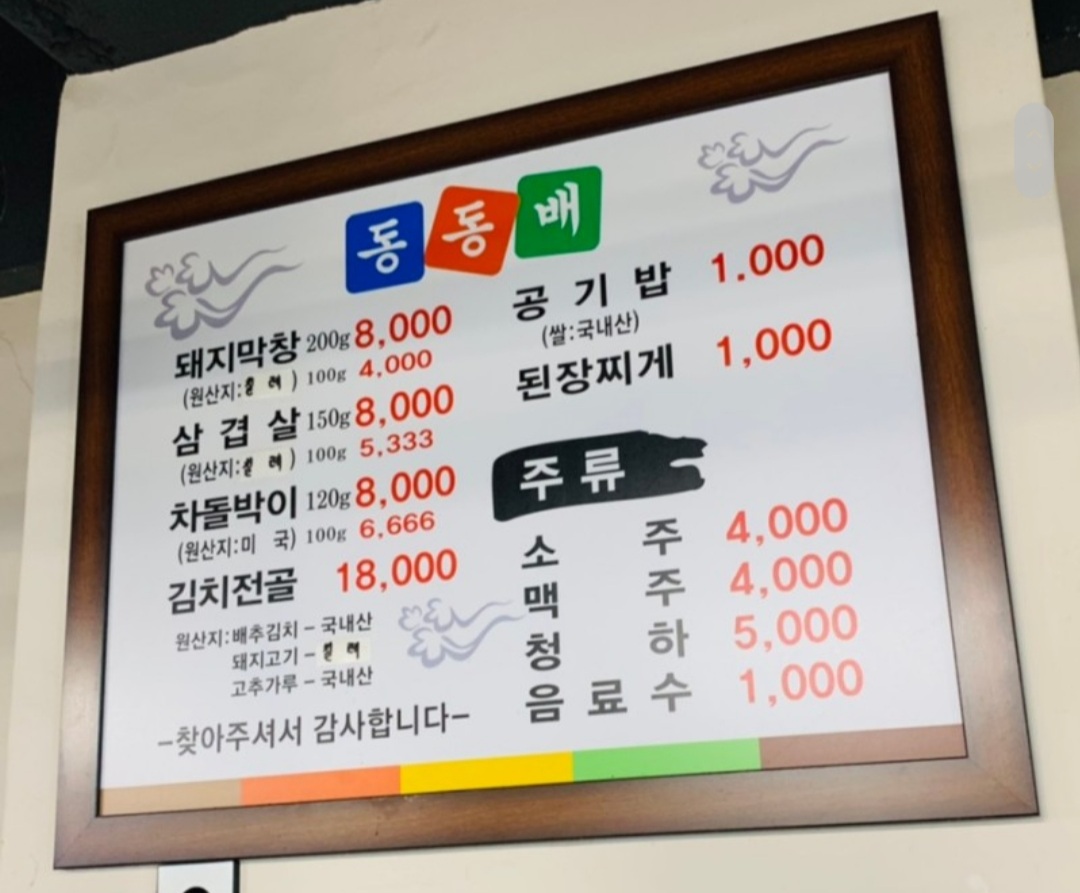 동동배
돼지막창 200g 8,000
(원산지:칠레) 100g 4,000
삼겹살 150g 8,000
(원산지:칠레) 100g 5,333
차돌박이 120g 8,000
(원산지:미 국) 100g 6,666
김치전골 18,000
원산지:배추김치 - 국내산
돼지고기 - 칠레
고추가루 - 국내산
-찾아주셔서 감사합니다-
공기밥 1.000
(쌀:국내산)
된장찌게 1,000
주류
소주 4,000
맥주 4,000
청하 5,000
음료수 1,000